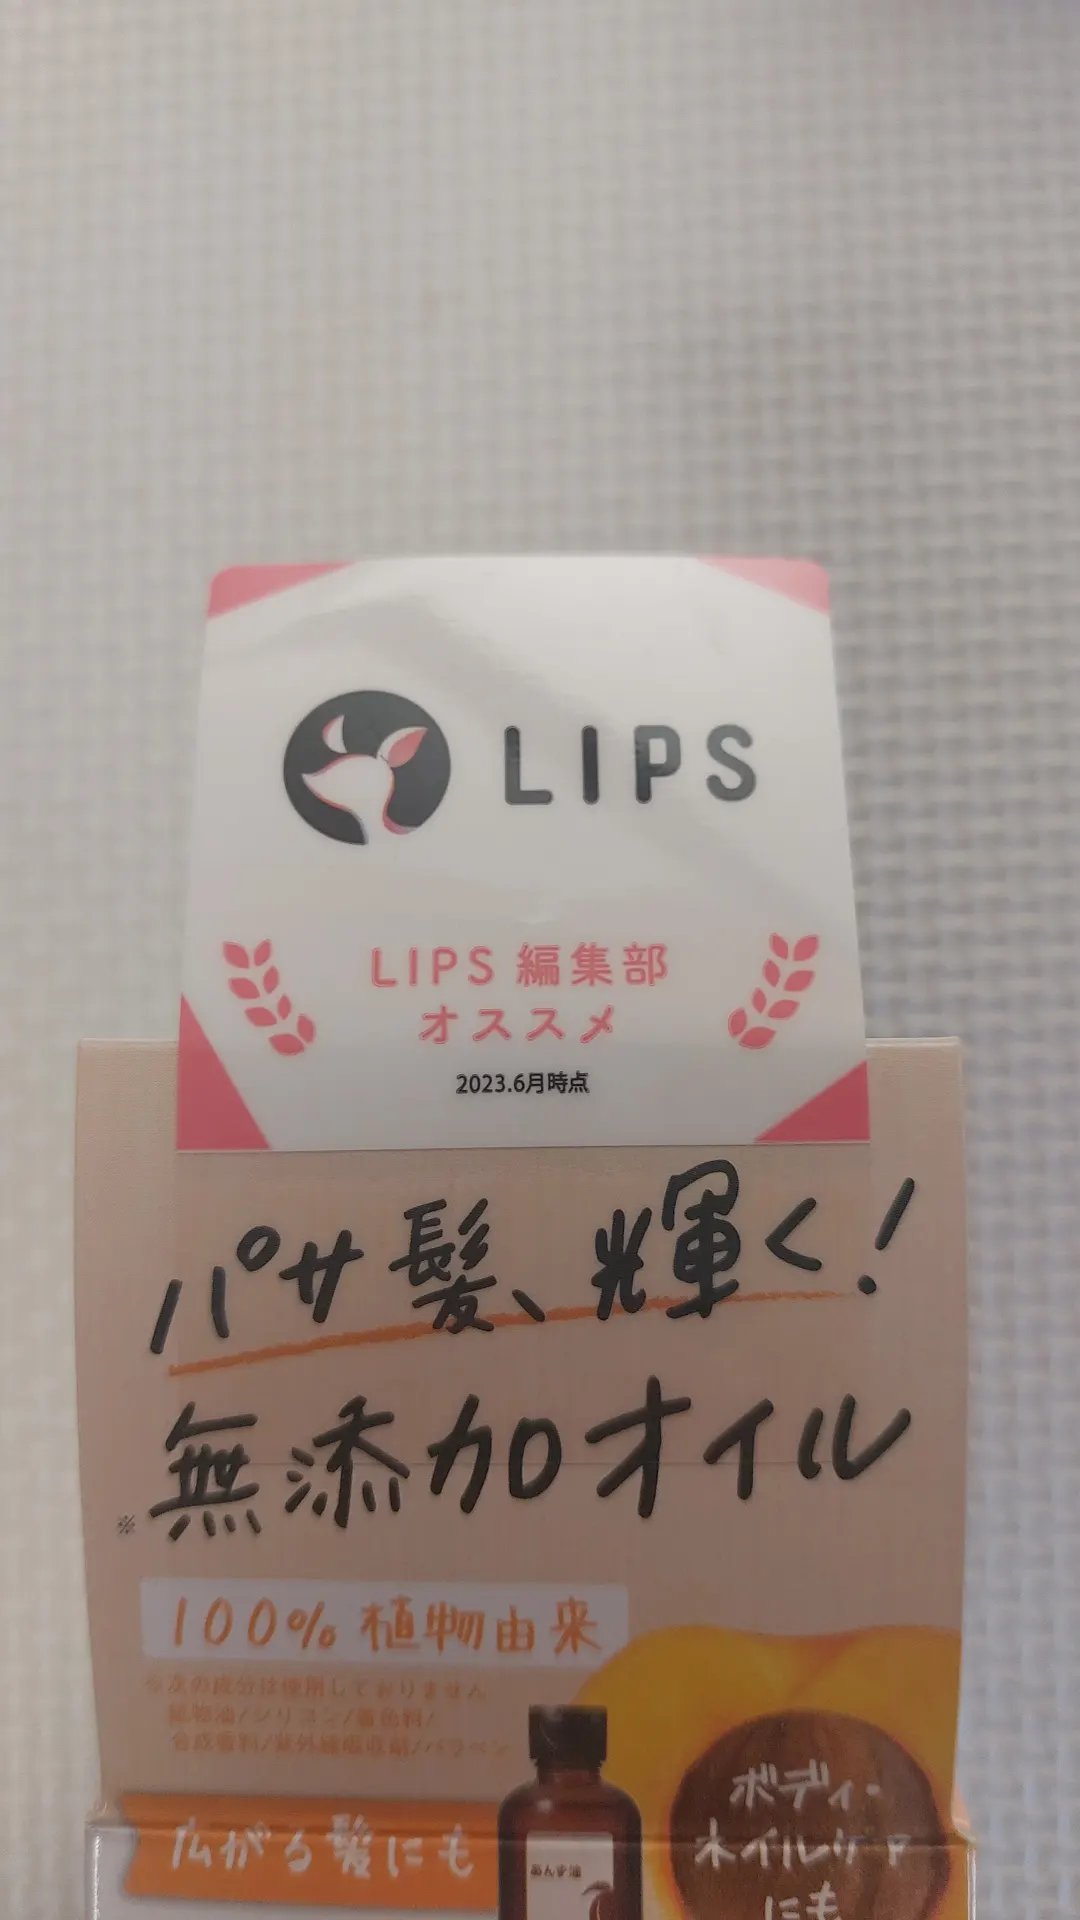 LIPS
LIPS 編集部
オススメ
2023.6月時点
パサ髪、輝く!
※無添加オイル
100%植物由来
※次の成分は使用しておりません
鉱物油/シリコン/着色料/
合成香料/紫外線吸収剤/パラベン
広がる髪にも
あんず油
ボディ・
ネイルケア
にも